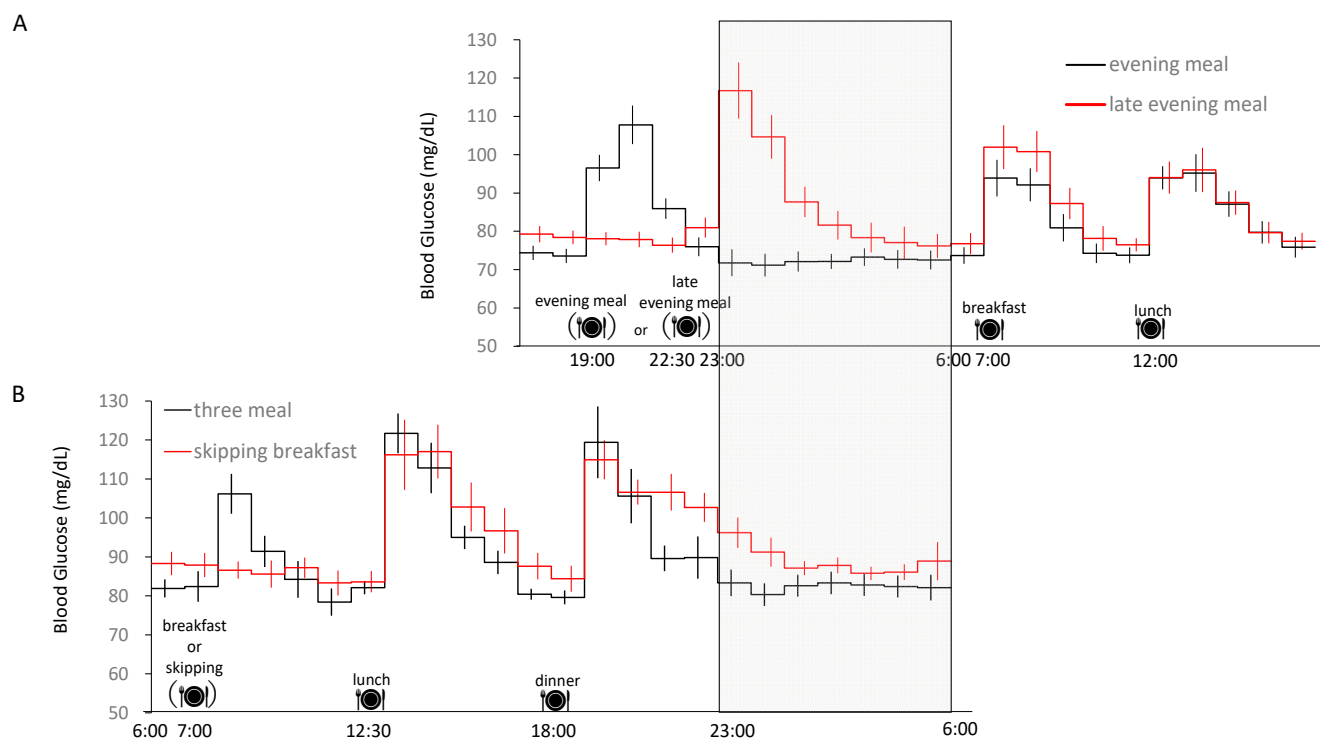 A
130
120
110
100
90
80
70
60
50
Blood Glucose (mg/dL)
evening meal
late evening meal
evening meal
or
late
evening meal
breakfast
lunch
19:00
22:30 23:00
6:00 7:00
12:00
B
130
120
110
100
90
80
70
60
50
Blood Glucose (mg/dL)
three meal
skipping breakfast
breakfast
or
skipping
lunch
dinner
6:00 7:00
12:30
18:00
23:00
6:00